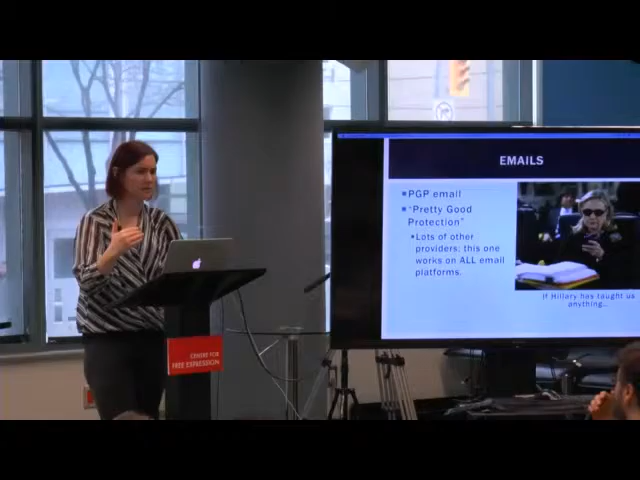 EMAILS
PGP email
"Pretty Good
Protection"
Lots of other
providers; this one
works on ALL email
platforms.
If Hillary has taught us
anything...
CENTRE FOR
FREE EXPRESSION